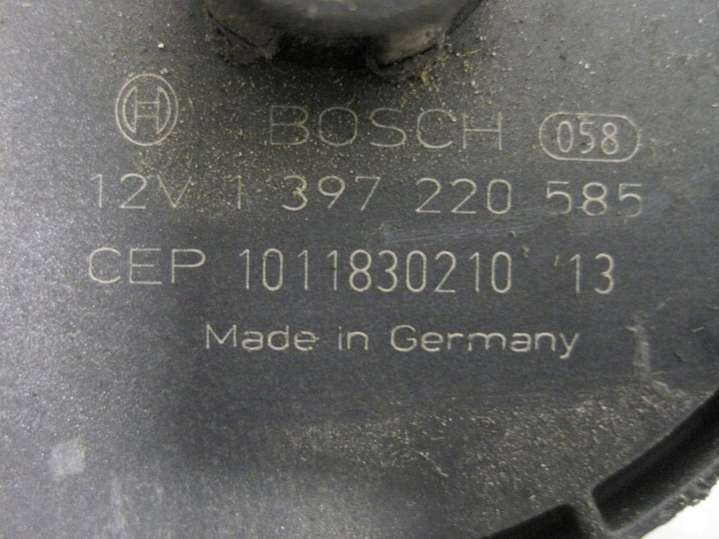 BOSCH 058
12V 1 397 220 585
CEP 1011830210 '13
Made in Germany